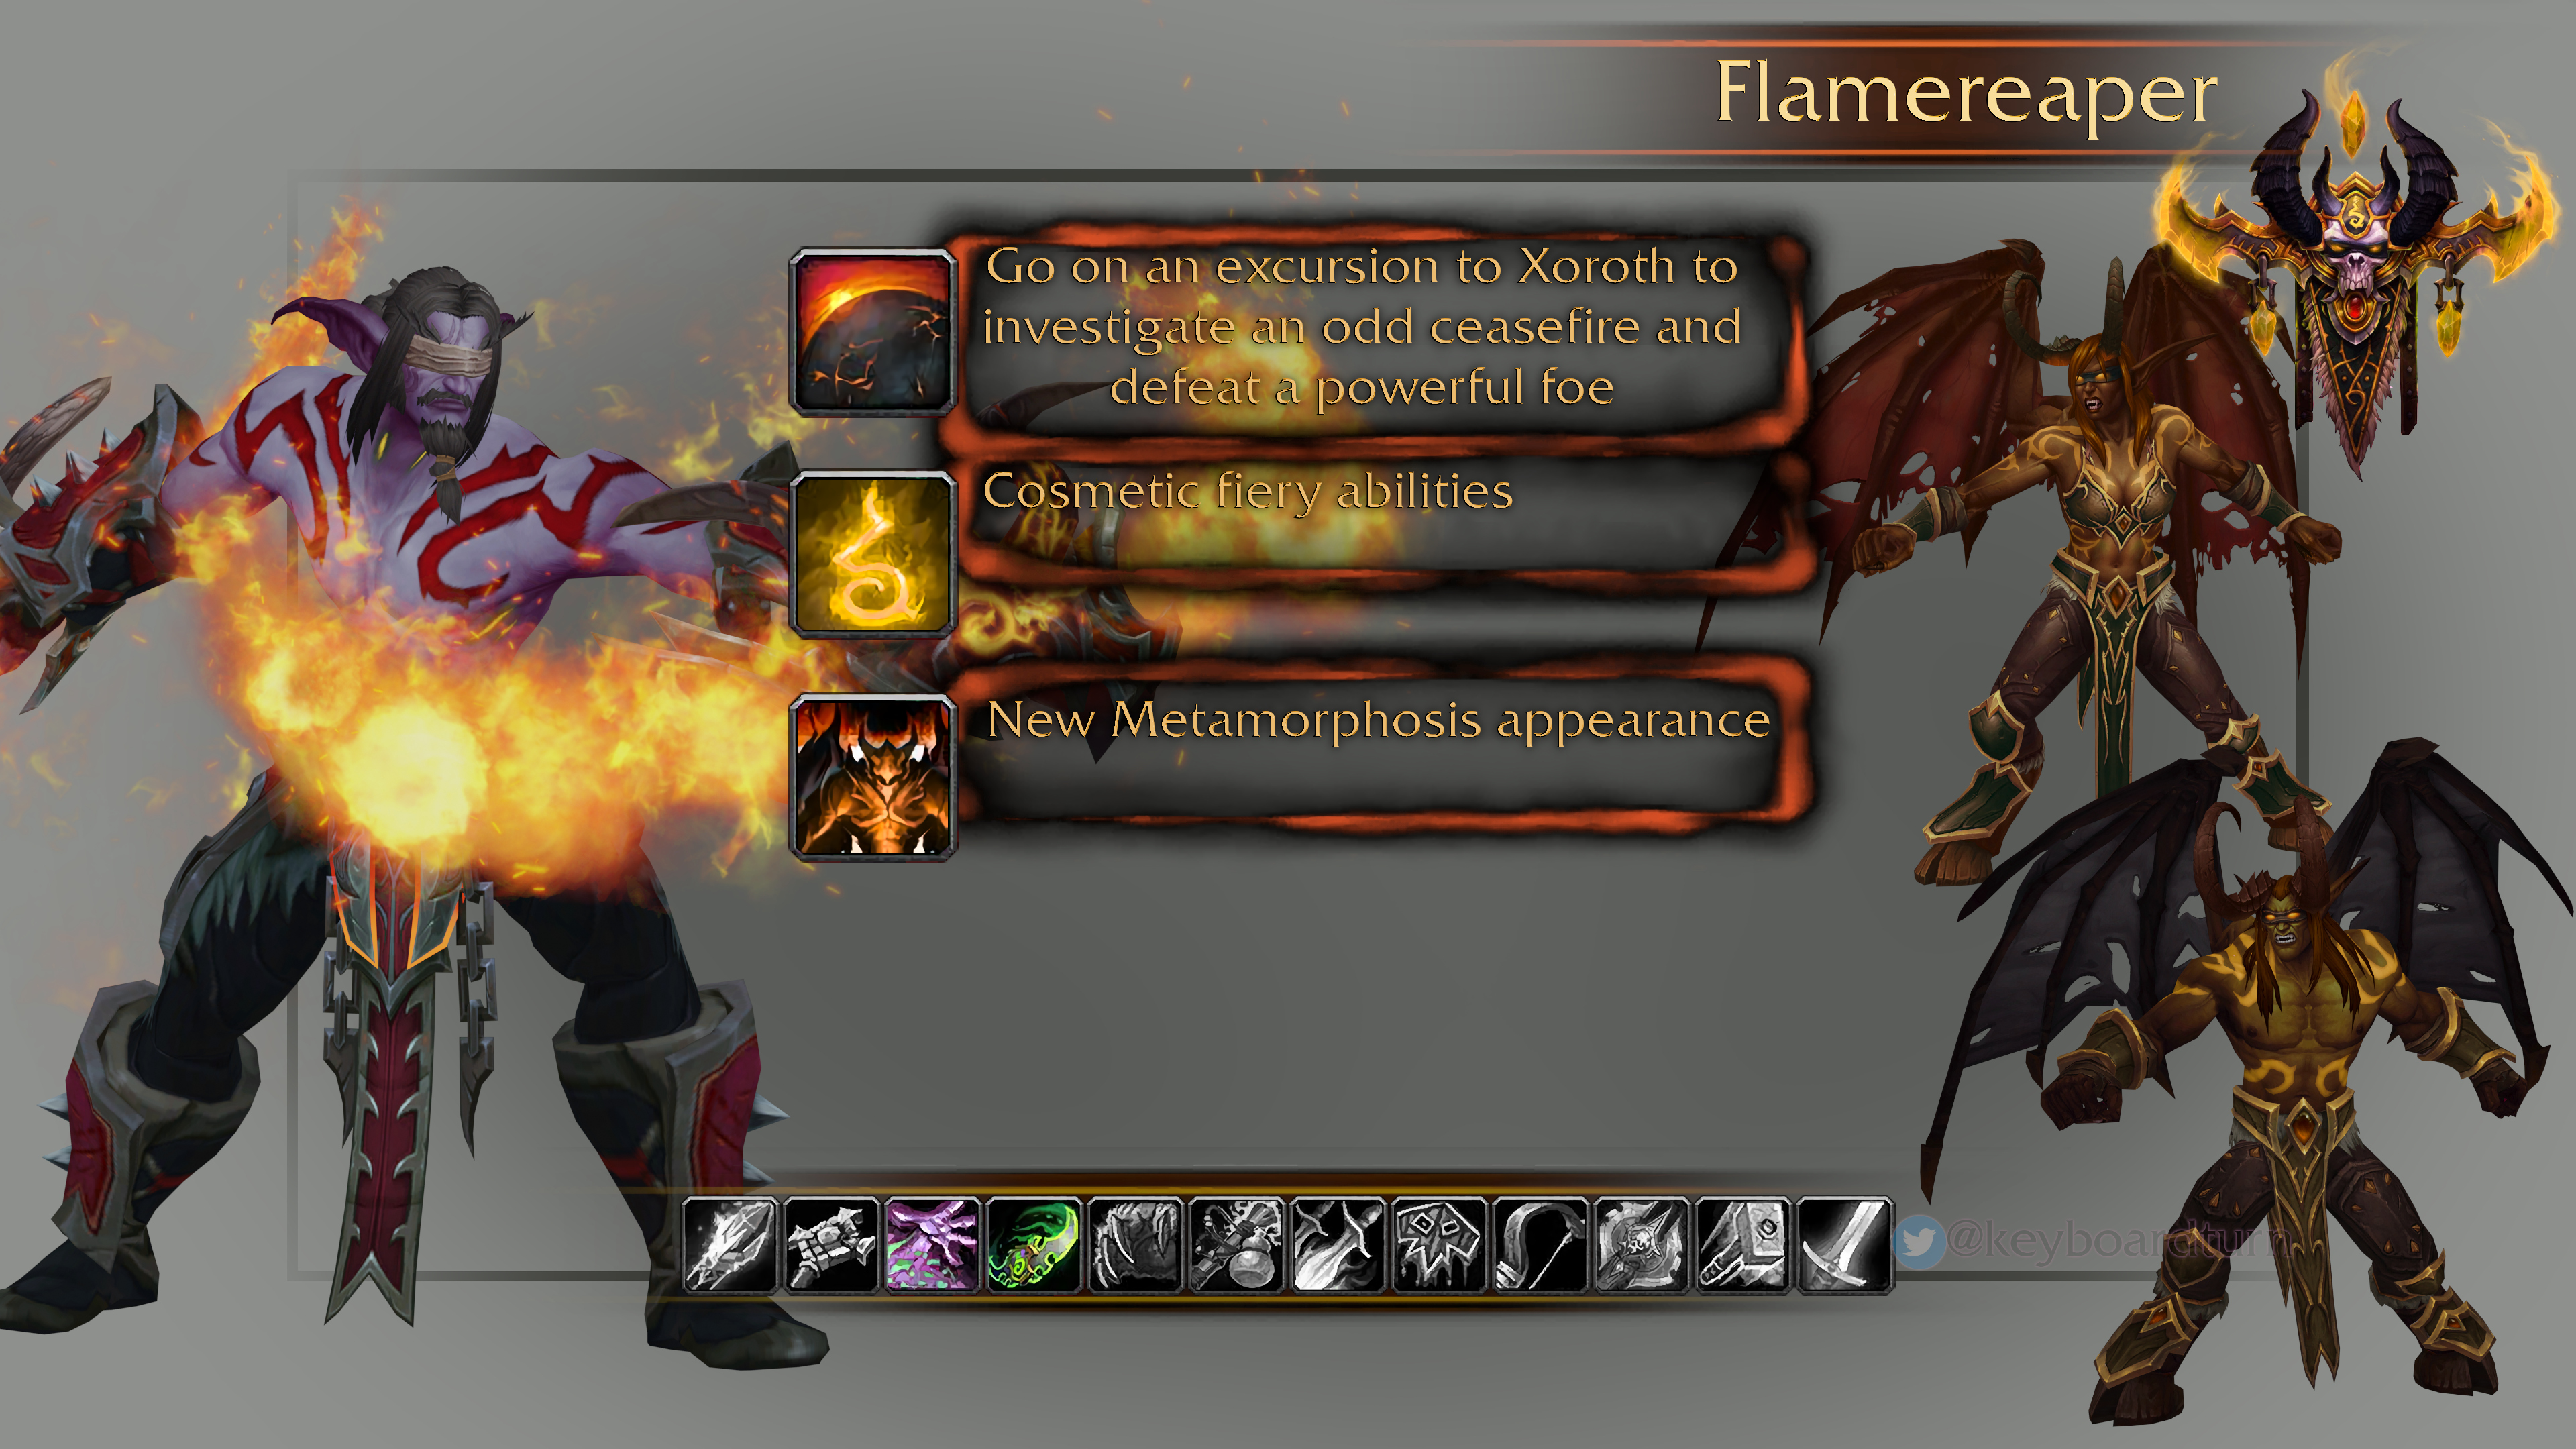 Flamereaper
Go on an excursion to Xoroth to
investigate an odd ceasefire and
defeat a powerful foe
Cosmetic fiery abilities
New Metamorphosis appearance
@keyboardturn